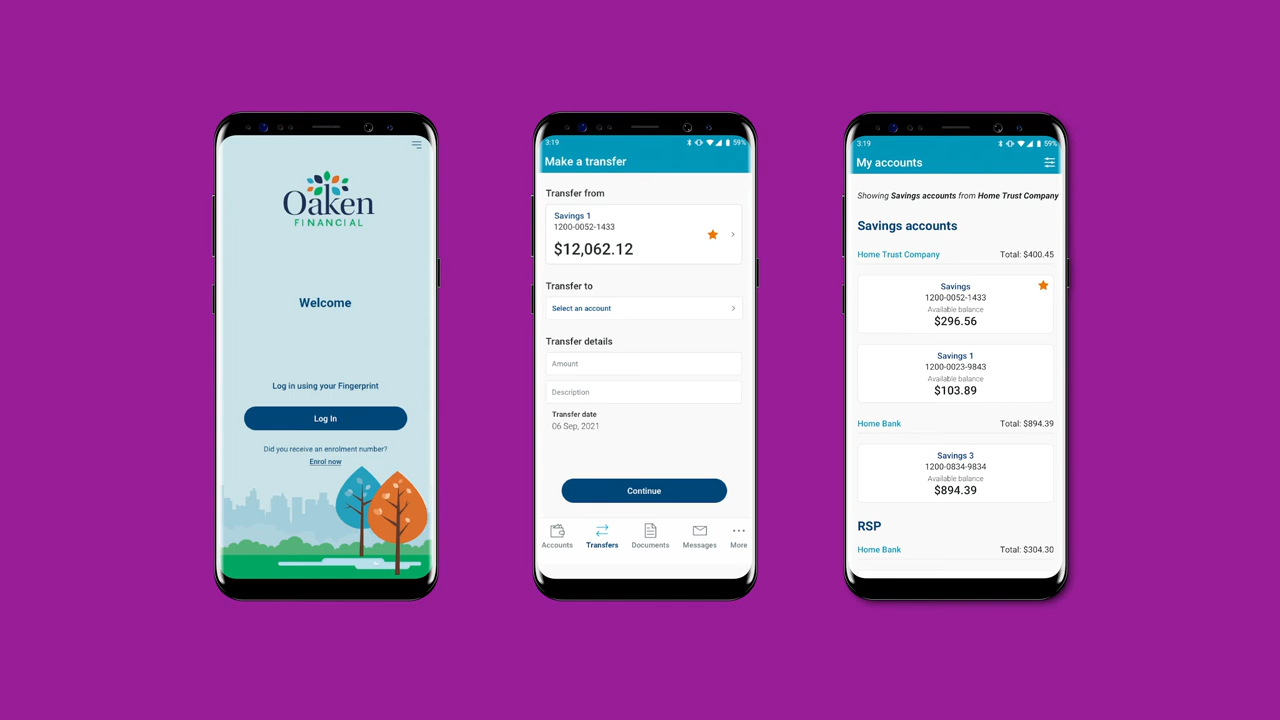 Oaken
FINANCIAL
Welcome
Log in using your Fingerprint
Log In
Did you receive an enrolment number?
Enrol now
3:19
59%
Make a transfer
Transfer from
Savings 1
1200-0052-1433
$12,062.12
Transfer to
Select an account
Transfer details
Amount
Description
Transfer date
06 Sep, 2021
Continue
Accounts
Transfers
Documents
Messages
More
3:19
59%
My accounts
Showing Savings accounts from Home Trust Company
Savings accounts
Home Trust Company
Total: $400.45
Savings
1200-0052-1433
Available balance
$296.56
Savings 1
1200-0023-9843
Available balance
$103.89
Home Bank
Total: $894.39
Savings 3
1200-0834-9834
Available balance
$894.39
RSP
Home Bank
Total: $304.30